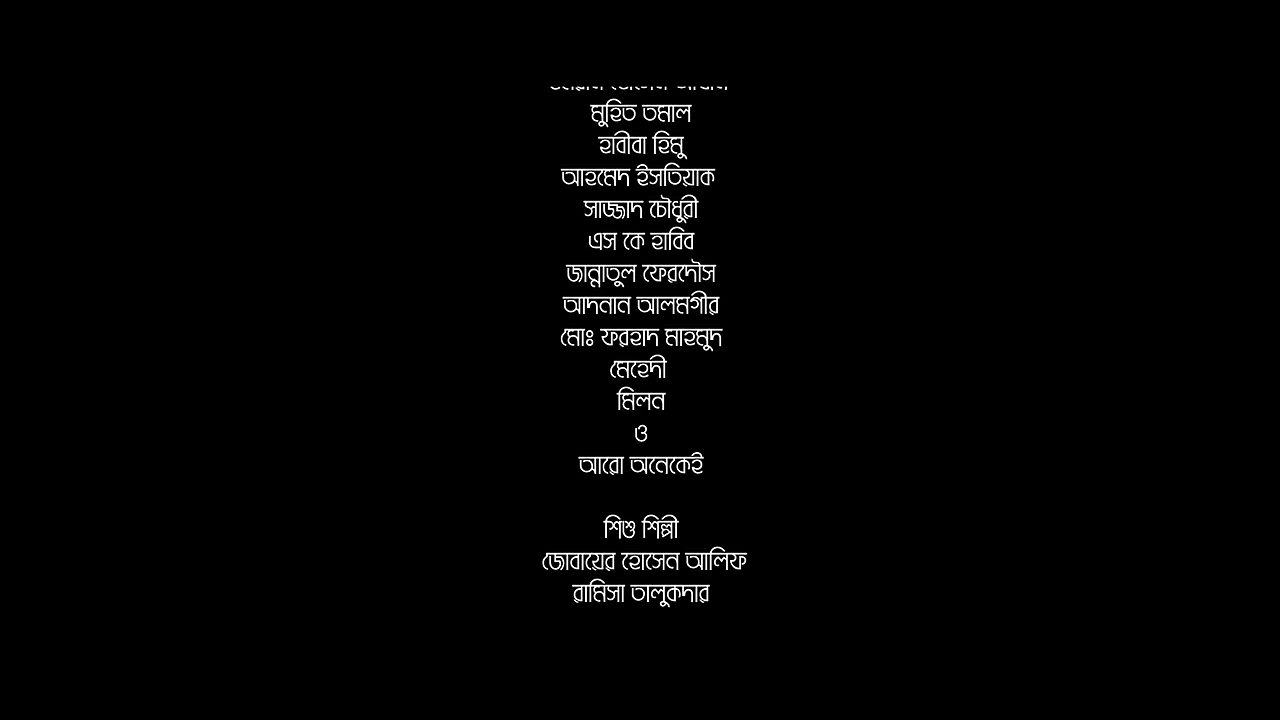 মুহিত তমাল
হাবীবা হিমু
আহমেদ ইসতিয়াক
সাজ্জাদ চৌধুরী
এস কে হাবিব
জান্নাতুল ফেরদৌস
আদনান আলমগীর
মোঃ ফরহাদ মাহমুদ
মেহেদী
মিলন
ও
আরো অনেকেই
শিশু শিল্পী
জোবায়ের হোসেন আলিফ
রামিসা তালুকদার